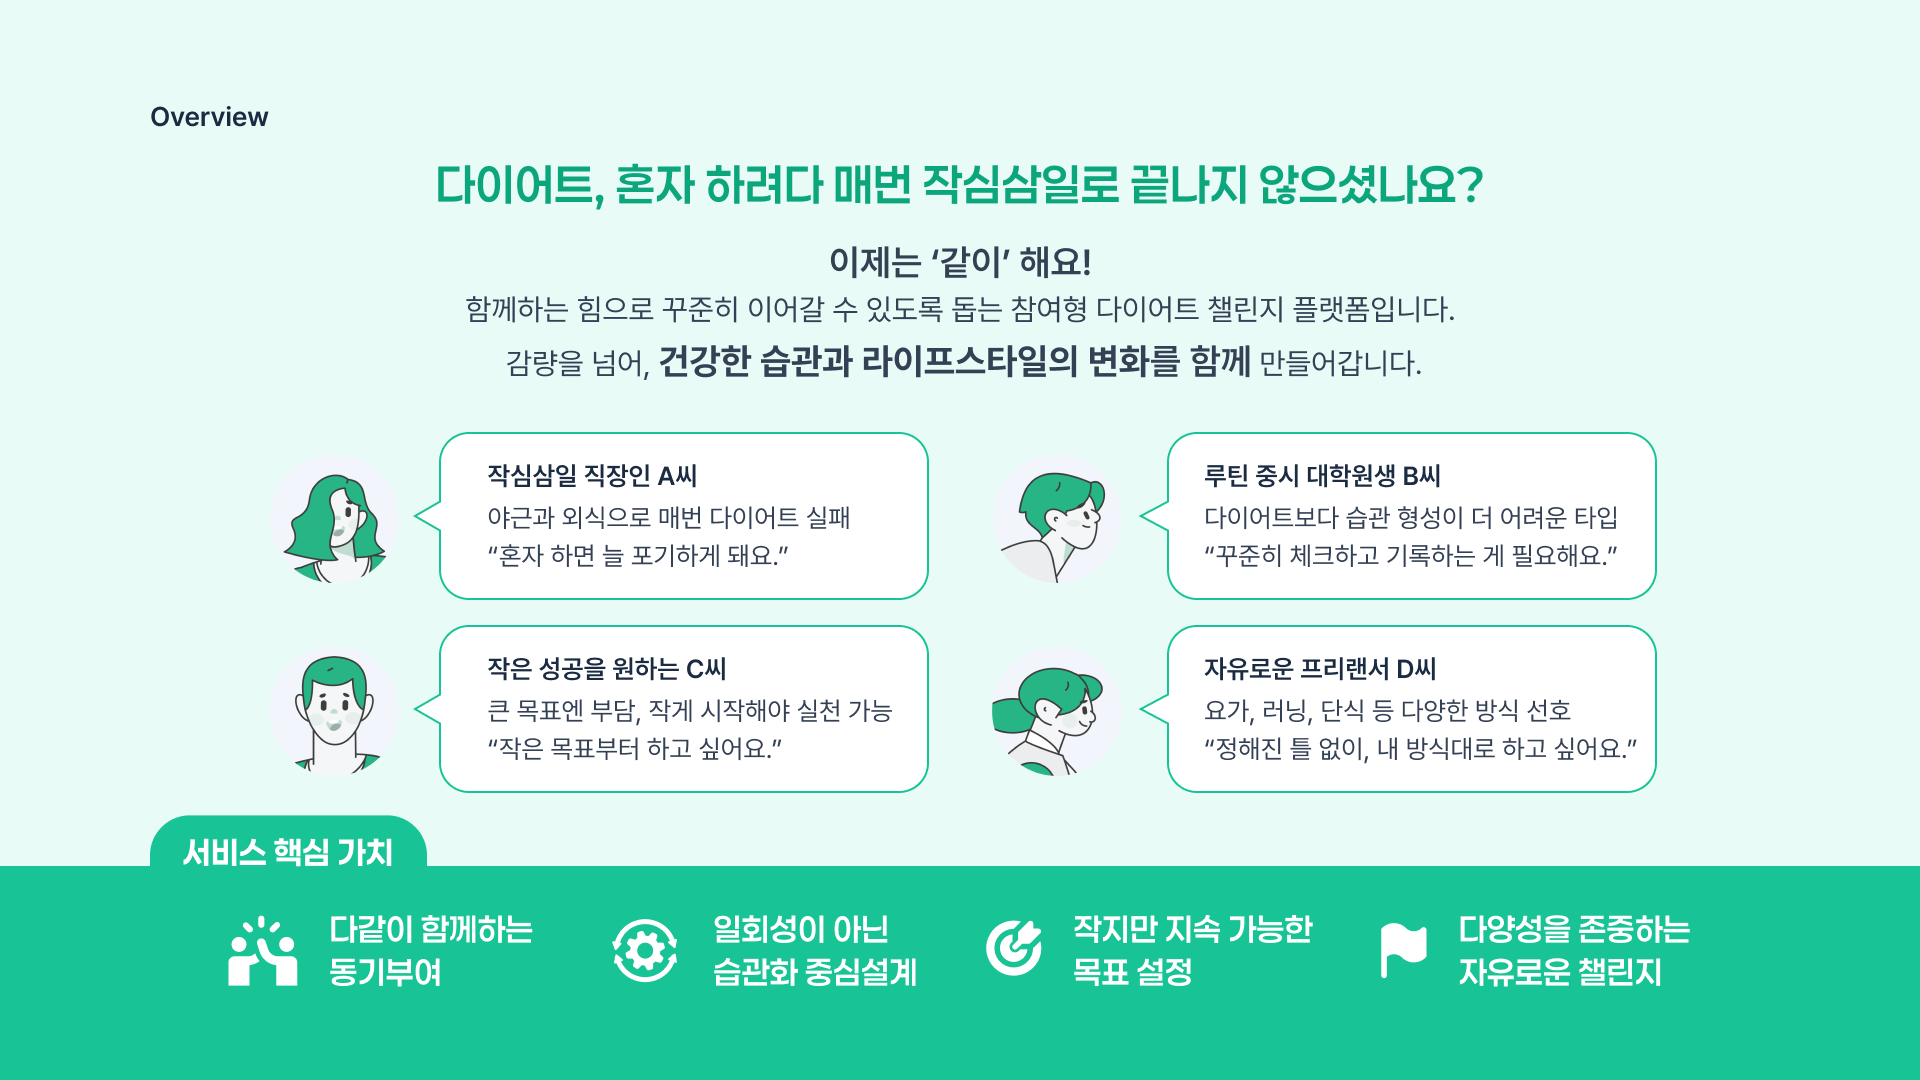 Overview
다이어트, 혼자 하려다 매번 작심삼일로 끝나지 않으셨나요?
이제는 ‘같이’ 해요!
함께하는 힘으로 꾸준히 이어갈 수 있도록 돕는 참여형 다이어트 챌린지 플랫폼입니다.
감량을 넘어, 건강한 습관과 라이프스타일의 변화를 함께 만들어갑니다.
작심삼일 직장인 A씨
야근과 외식으로 매번 다이어트 실패
“혼자 하면 늘 포기하게 돼요.”
루틴 중시 대학원생 B씨
다이어트보다 습관 형성이 더 어려운 타입
“꾸준히 체크하고 기록하는 게 필요해요.”
작은 성공을 원하는 C씨
큰 목표엔 부담, 작게 시작해야 실천 가능
“작은 목표부터 하고 싶어요.”
자유로운 프리랜서 D씨
요가, 러닝, 단식 등 다양한 방식 선호
“정해진 틀 없이, 내 방식대로 하고 싶어요.”
서비스 핵심 가치
다같이 함께하는
동기부여
일회성이 아닌
습관화 중심설계
작지만 지속 가능한
목표 설정
다양성을 존중하는
자유로운 챌린지